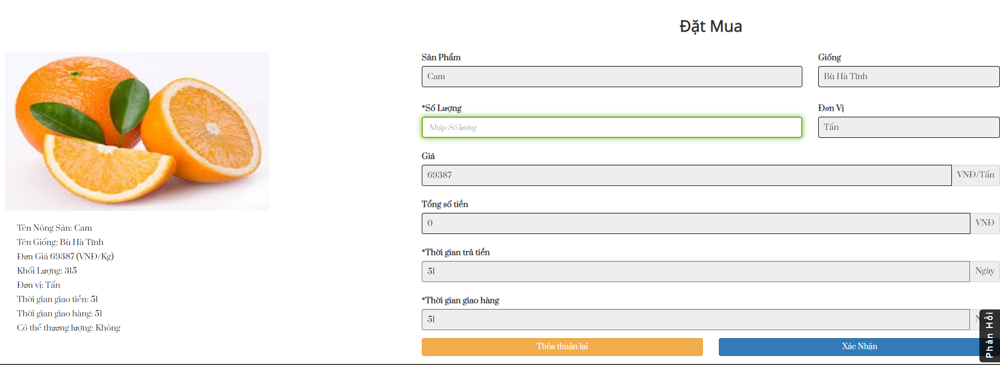 Đặt Mua
Sản Phẩm
Giống
Cam
Bù Hà Tĩnh
*Số Lượng
Đơn Vị
Nhập Số lượng
Tấn
Giá
69387
VNĐ/Tấn
Tổng số tiền
0
VNĐ
*Thời gian trả tiền
51
Ngày
*Thời gian giao hàng
51
Thỏa thuận lại
Xác Nhận
Phản Hồi
Tên Nông Sản: Cam
Tên Giống: Bù Hà Tĩnh
Đơn Giá 69387 (VNĐ/Kg)
Khối Lượng: 315
Đơn vị: Tấn
Thời gian giao tiền: 51
Thời gian giao hàng: 51
Có thể thương lượng: Không